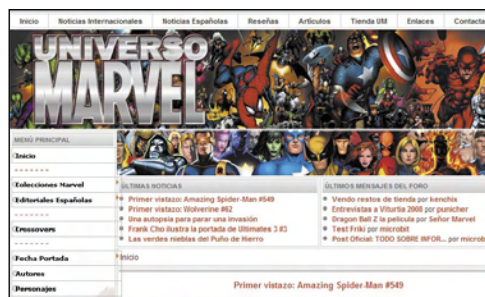 Inicio Noticias Internacionales Noticias Españolas Reseñas Artículos Tienda UM Enlaces Contacta
UNIVERSO
MARVEL
MENÚ PRINCIPAL
Inicio
-------
Colecciones Marvel
Editoriales Españolas
-------
Crossovers
-------
Fecha Portada
Autores
Personajes
ÚLTIMAS NOTICIAS
Primer vistazo: Amazing Spider-Man #549
Primer vistazo: Wolverine #62
Una autopsia para parar una invasión
Frank Cho ilustra la portada de Ultimates 3 #3
Las verdes nieblas del Puño de Hierro
ÚLTIMOS MENSAJES DEL FORO
Vendo restos de tienda por kenchix
Entrevistas a Viturtia 2008 por punicher
Dragon Ball Z la pelicula por Señor Marvel
Test Friki por microbit
Post Oficial: TODO SOBRE INFOR... por microb
Inicio
Primer vistazo: Amazing Spider-Man #549